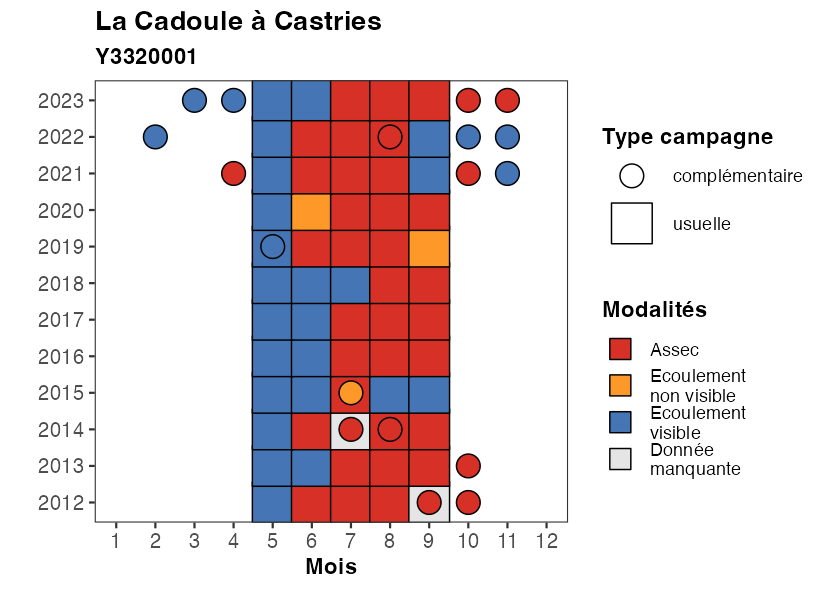 La Cadoule à Castries
Y3320001
2023
2022
2021
2020
2019
2018
2017
2016
2015
2014
2013
2012
1 2 3 4 5 6 7 8 9 10 11 12
Mois
Type campagne
complémentaire
usuelle
Modalités
Assec
Ecoulement
non visible
Ecoulement
visible
Donnée
manquante